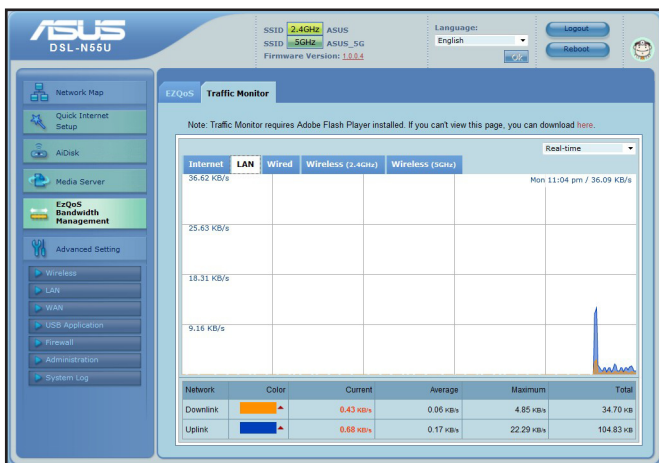 ASUS
DSL-N55U
SSID 2.4GHz ASUS
SSID 5GHz ASUS_5G
Firmware Version: 1.0.0.4
Language:
English
Ok
Logout
Reboot
Network Map
Quick Internet
Setup
AiDisk
Media Server
EzQoS
Bandwidth
Management
Advanced Setting
Wireless
LAN
WAN
USB Application
Firewall
Administration
System Log
EZQoS Traffic Monitor
Note: Traffic Monitor requires Adobe Flash Player installed. If you can't view this page, you can download here.
Real-time
Internet LAN Wired Wireless (2.4GHz) Wireless (5GHz)
36.62 KB/s
Mon 11:04 pm / 36.09 KB/s
25.63 KB/s
18.31 KB/s
9.16 KB/s
Network Color Current Average Maximum Total
Downlink 0.43 KB/s 0.06 KB/s 4.85 KB/s 34.70 KB
Uplink 0.68 KB/s 0.17 KB/s 22.29 KB/s 104.83 KB